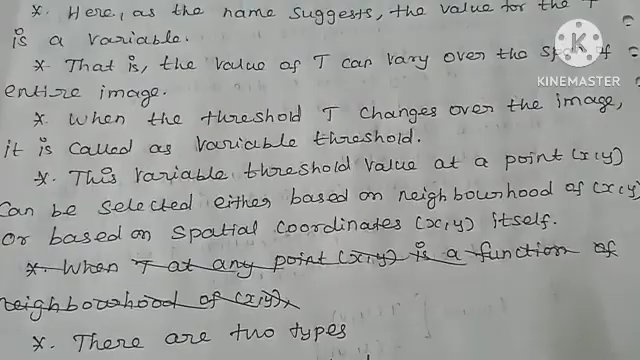 *. Here, as the name suggests, the value for the T
is a variable.
*. That is, the value of T can vary over the span of
entire image.
*. When the threshold T changes over the image,
it is called as variable threshold.
*. This variable threshold value at a point (x,y)
can be selected either based on neighbourhood of (x,y)
or based on spatial coordinates (x,y) itself.
*. When T at any point (x,y) is a function of
neighbourhood of (x,y).
*. There are two types
KINEMASTER